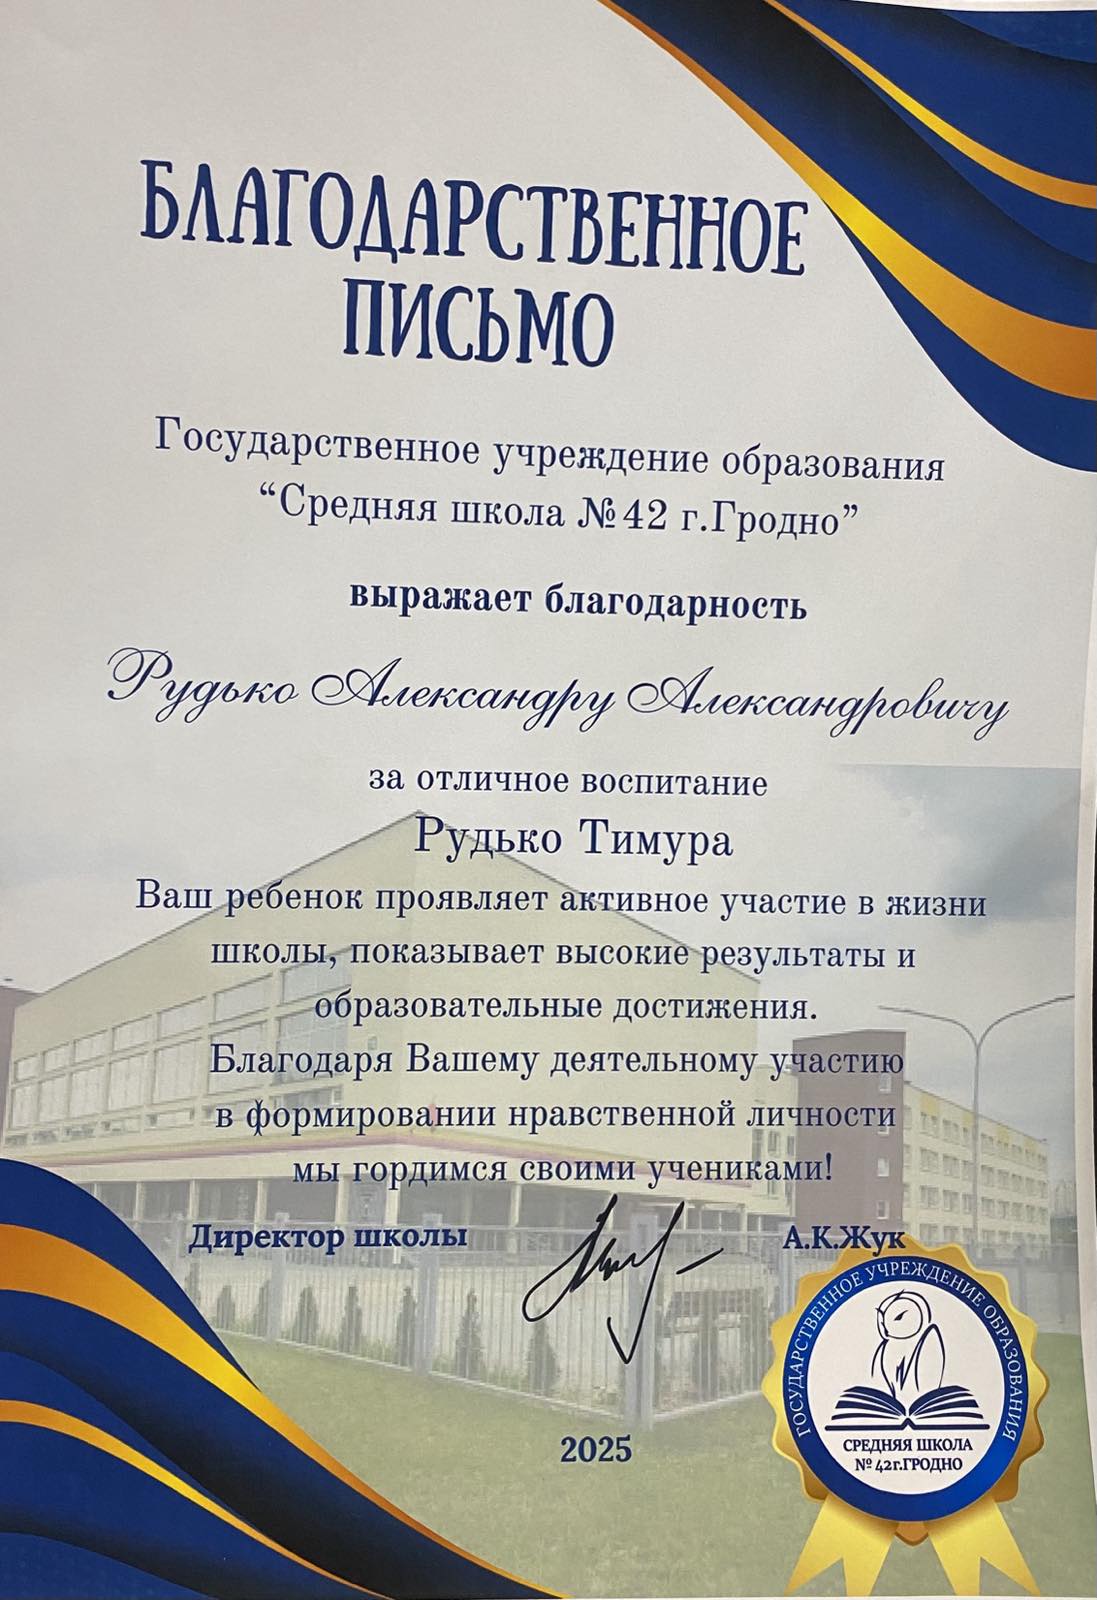 БЛАГОДАРСТВЕННОЕ
ПИСЬМО
Государственное учреждение образования
“Средняя школа №42 г.Гродно”
выражает благодарность
Рудько Александру Александровичу
за отличное воспитание
Рудько Тимура
Ваш ребенок проявляет активное участие в жизни
школы, показывает высокие результаты и
образовательные достижения.
Благодаря Вашему деятельному участию
в формировании нравственной личности
мы гордимся своими учениками!
Директор школы
А.К.Жук
ГОСУДАРСТВЕННОЕ УЧРЕЖДЕНИЕ ОБРАЗОВАНИЯ
СРЕДНЯЯ ШКОЛА
№ 42г.ГРОДНО
2025